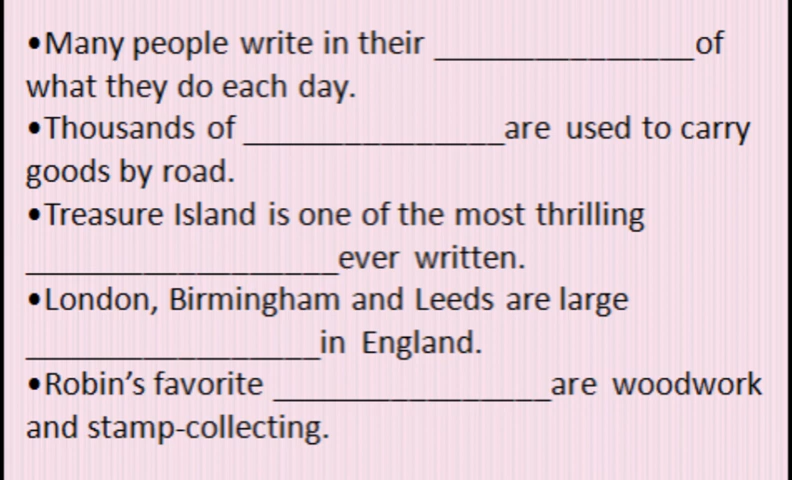 •Many people write in their _______________of
what they do each day.
•Thousands of _______________are used to carry
goods by road.
•Treasure Island is one of the most thrilling
__________________ever written.
•London, Birmingham and Leeds are large
_________________in England.
•Robin’s favorite ________________are woodwork
and stamp-collecting.